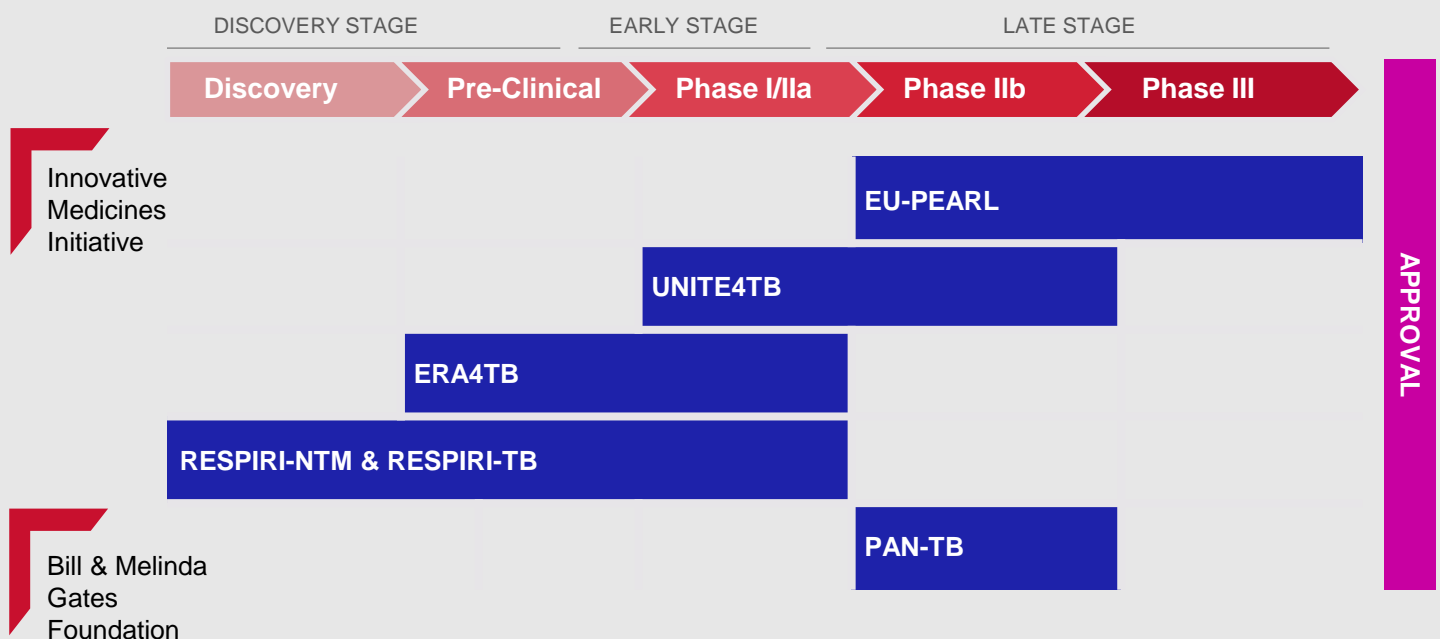 DISCOVERY STAGE
EARLY STAGE
LATE STAGE
Discovery
Pre-Clinical
Phase I/IIa
Phase IIb
Phase III
Innovative
Medicines
Initiative
EU-PEARL
UNITE4TB
ERA4TB
RESPIRI-NTM & RESPIRI-TB
APPROVAL
Bill & Melinda
Gates
Foundation
PAN-TB